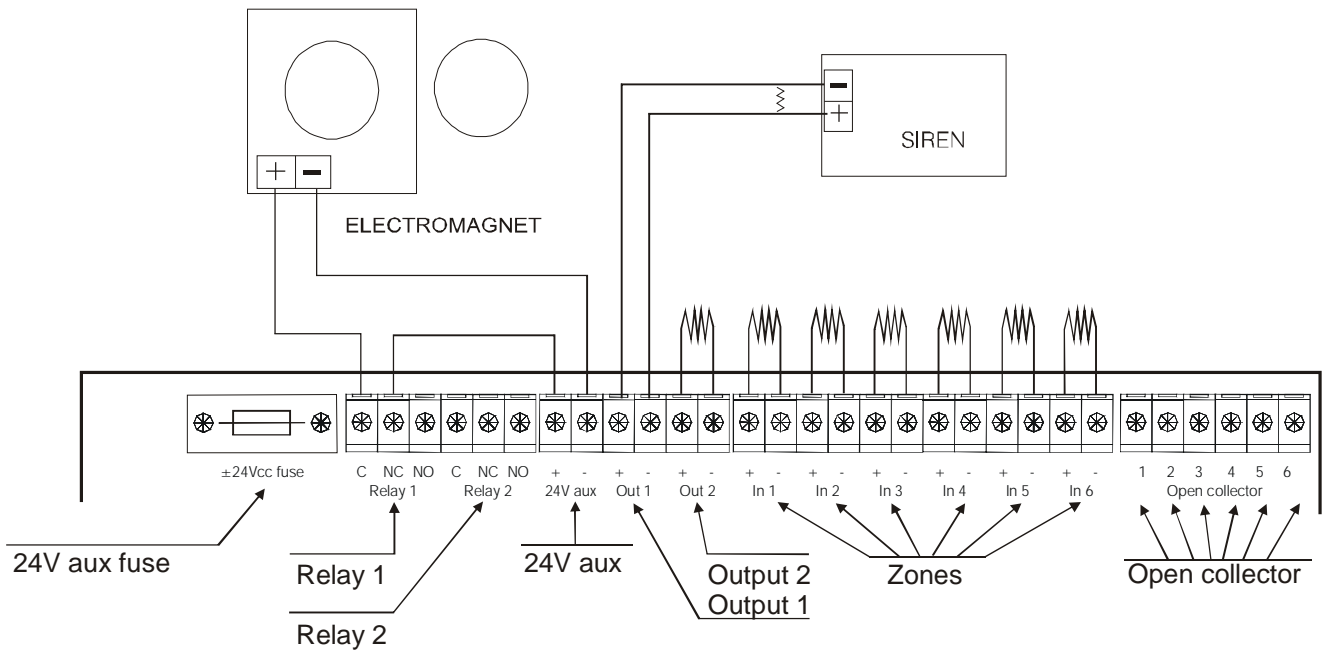 + −
ELECTROMAGNET
−
+
SIREN
±24Vcc fuse
C NC NO C NC NO + - + - + - + - + - + - + - + - + - 1 2 3 4 5 6
Relay 1 Relay 2 24V aux Out 1 Out 2 In 1 In 2 In 3 In 4 In 5 In 6 Open collector
24V aux fuse
Relay 1
Relay 2
24V aux
Output 2
Output 1
Zones
Open collector